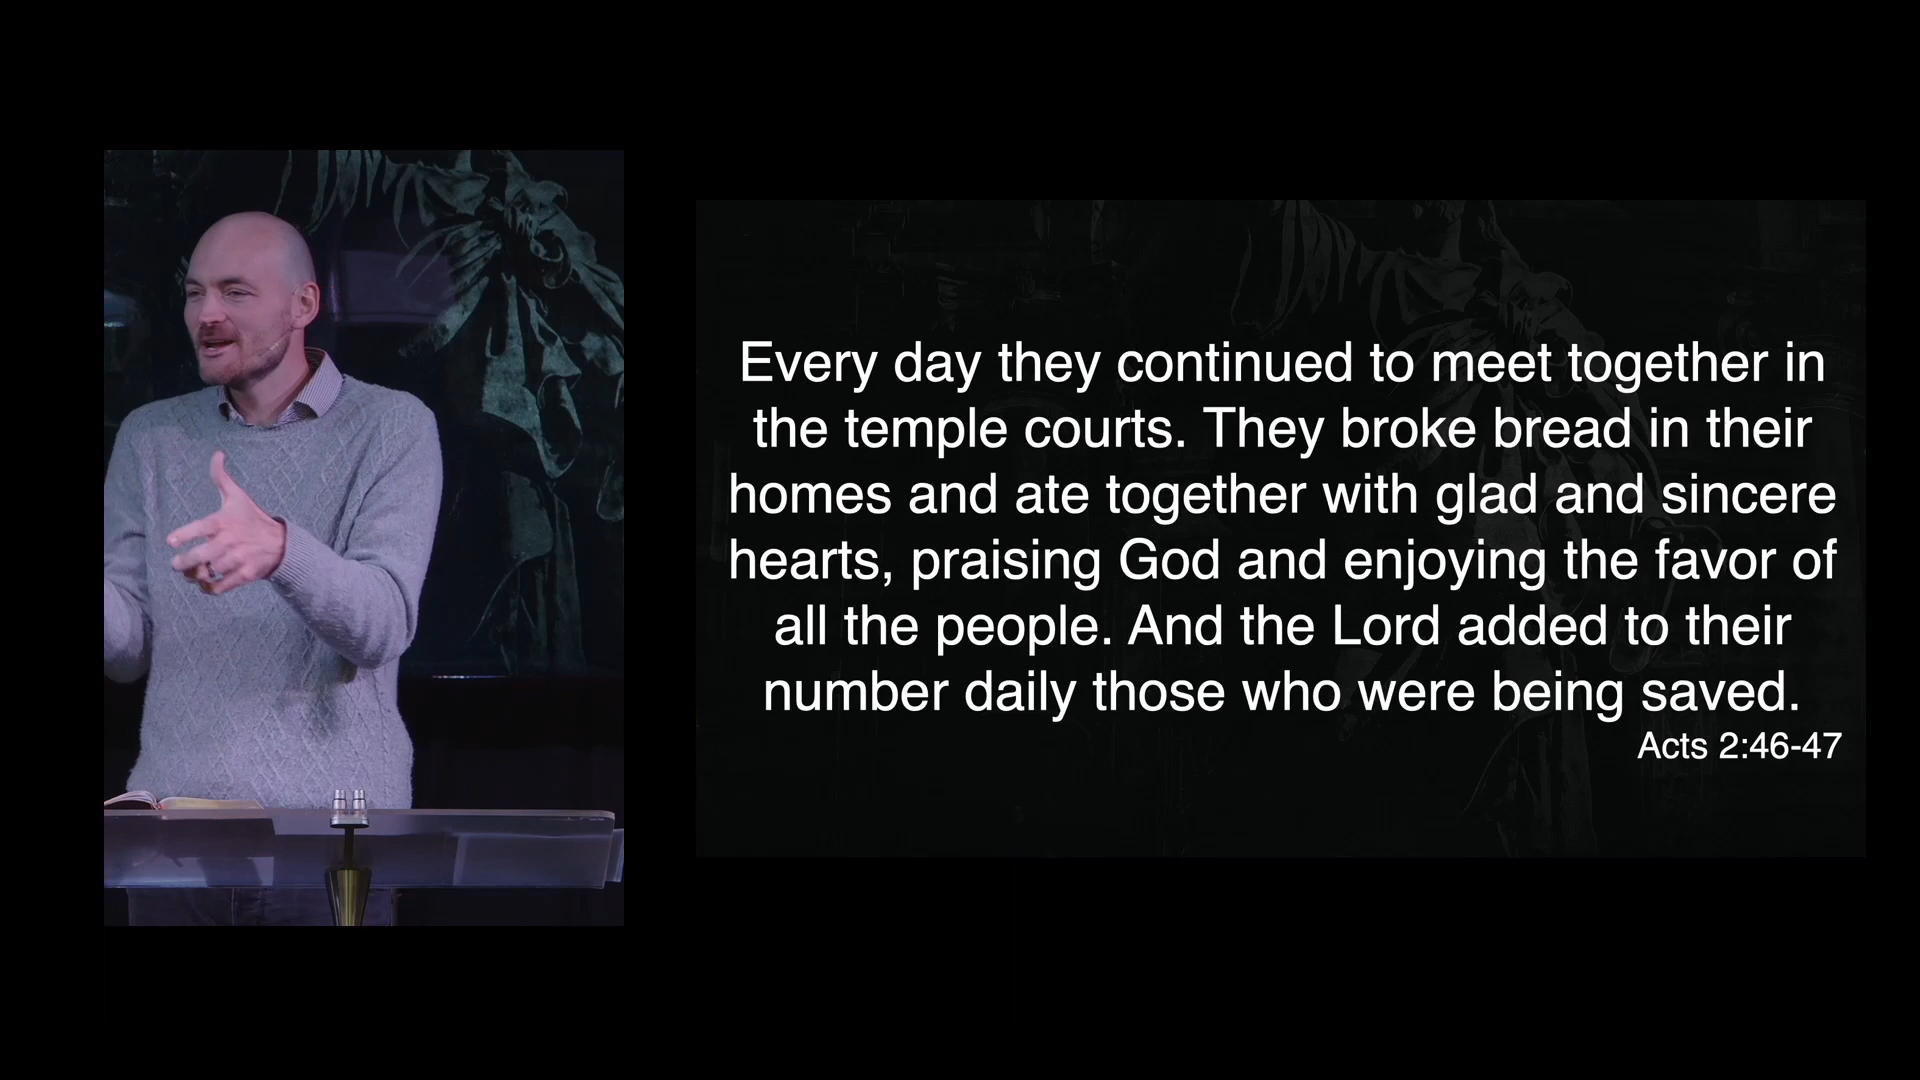 Every day they continued to meet together in
the temple courts. They broke bread in their
homes and ate together with glad and sincere
hearts, praising God and enjoying the favor of
all the people. And the Lord added to their
number daily those who were being saved.
Acts 2:46-47